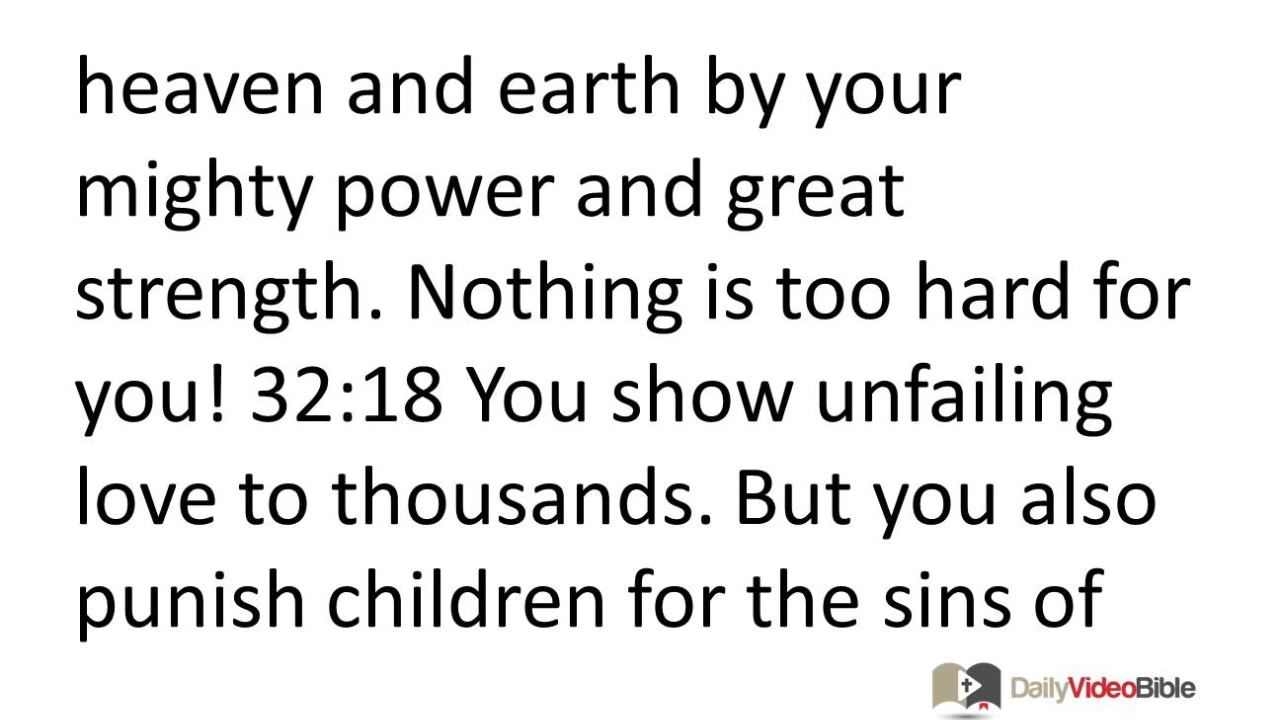 heaven and earth by your
mighty power and great
strength. Nothing is too hard for
you! 32:18 You show unfailing
love to thousands. But you also
punish children for the sins of
DailyVideoBible